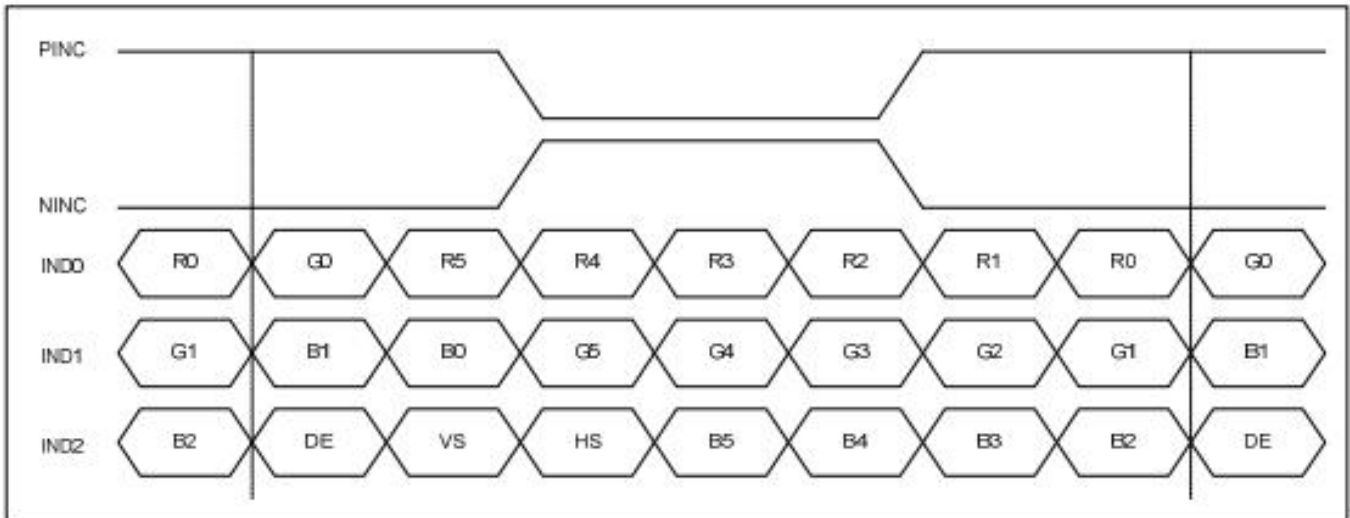 PINC
NINC
IND0 R0 G0 R5 R4 R3 R2 R1 R0 G0
IND1 G1 B1 B0 G5 G4 G3 G2 G1 B1
IND2 B2 DE VS HS B5 B4 B3 B2 DE